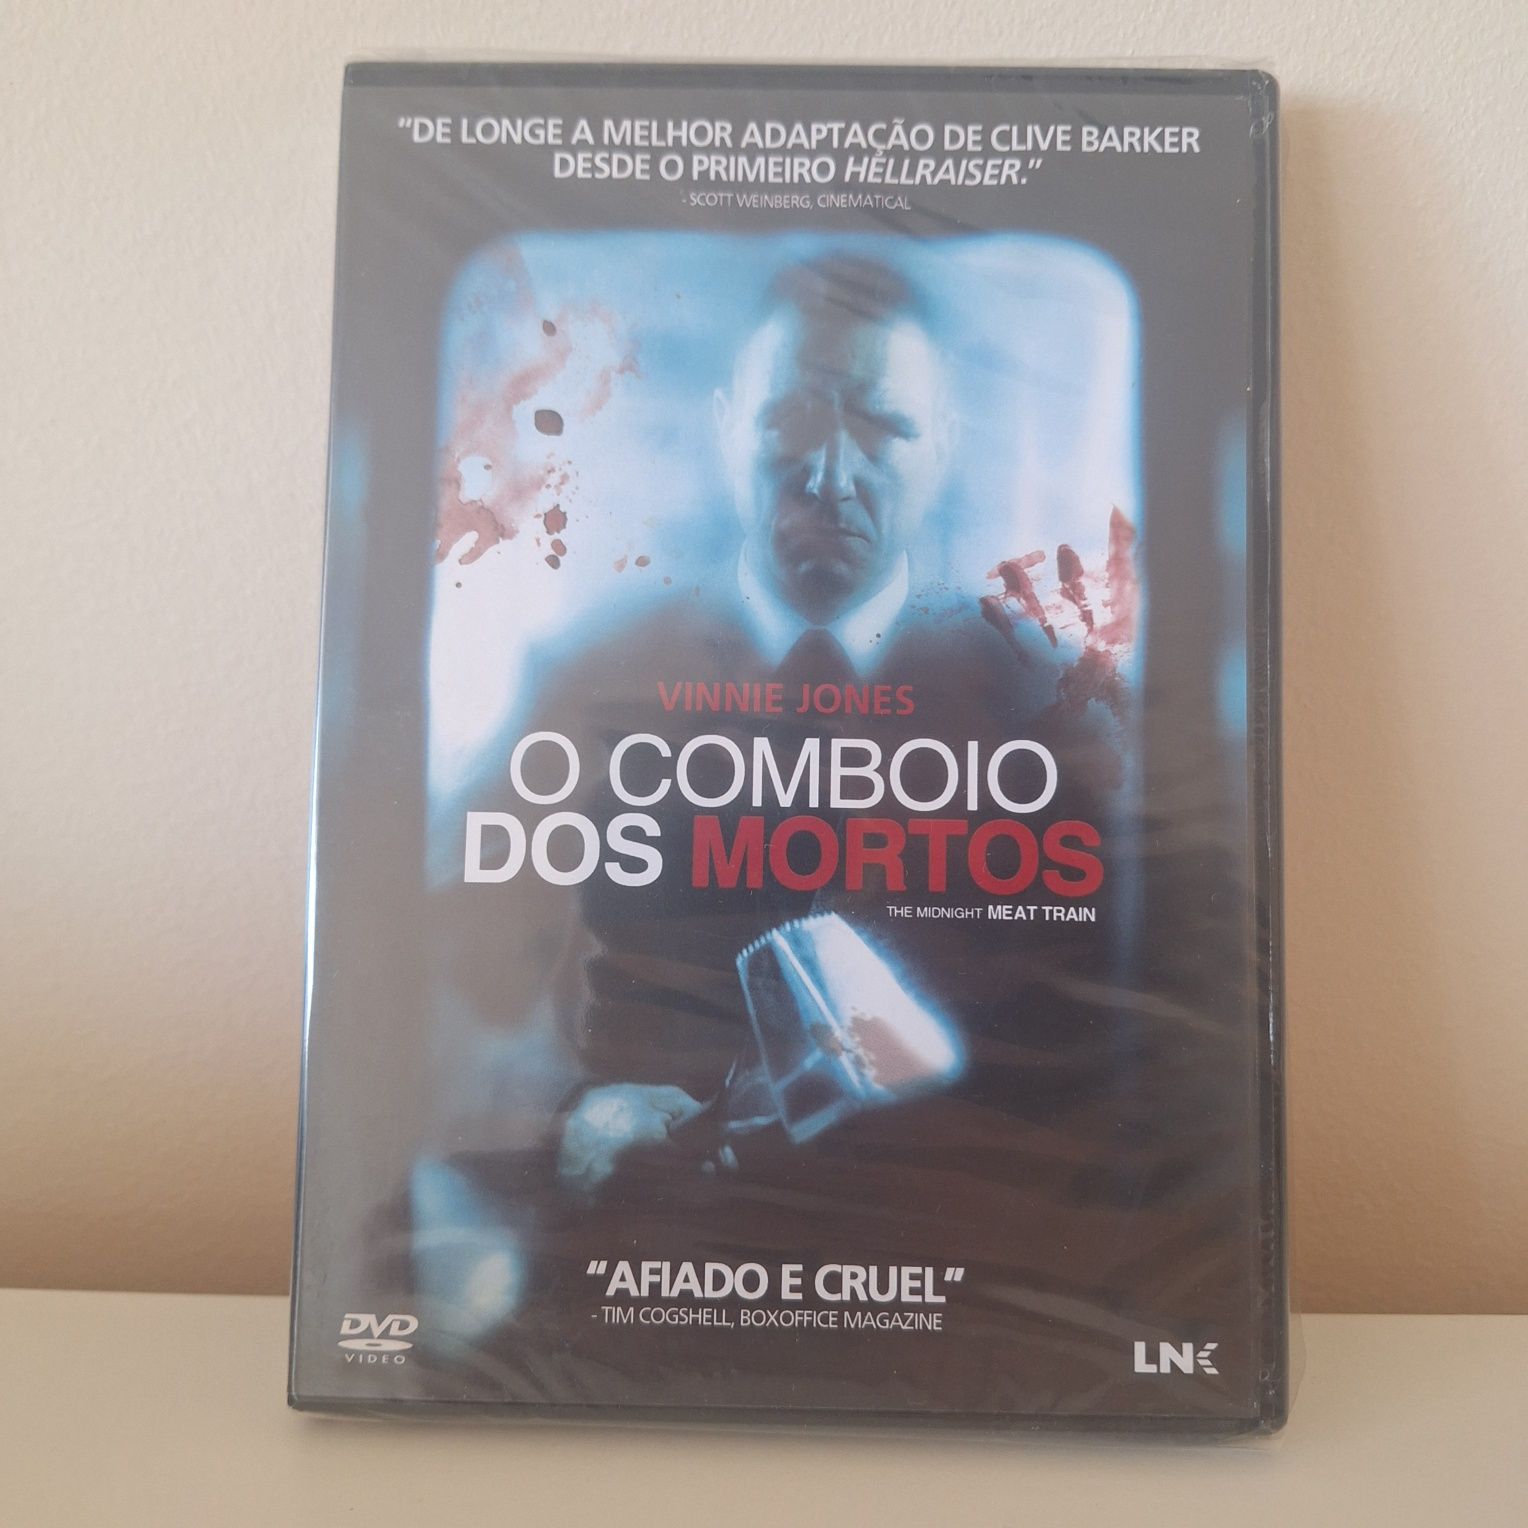 "DE LONGE A MELHOR ADAPTAÇÃO DE CLIVE BARKER
DESDE O PRIMEIRO HELLRAISER."
- SCOTT WEINBERG, CINEMATICAL
VINNIE JONES
O COMBOIO
DOS MORTOS
THE MIDNIGHT MEAT TRAIN
"AFIADO E CRUEL"
- TIM COGSHELL, BOXOFFICE MAGAZINE
DVD
VIDEO
LNK